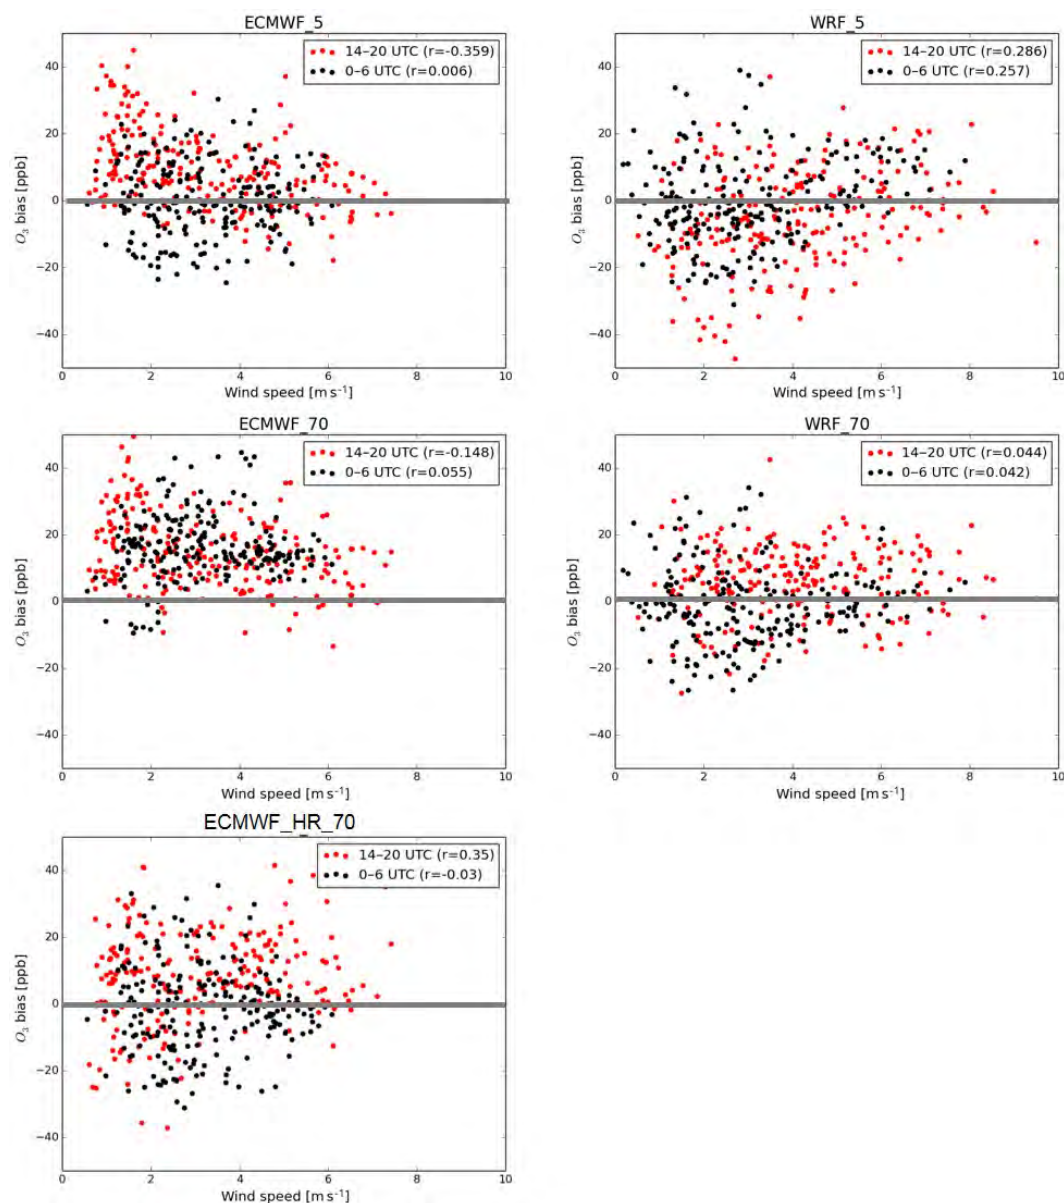 ECMWF_5
14–20 UTC (r=-0.359)
0–6 UTC (r=0.006)
40
20
0
−20
−40
O3 bias [ppb]
0 2 4 6 8 10
Wind speed [m s⁻¹]
WRF_5
14–20 UTC (r=0.286)
0–6 UTC (r=0.257)
40
20
0
−20
−40
O3 bias [ppb]
0 2 4 6 8 10
Wind speed [m s⁻¹]
ECMWF_70
14–20 UTC (r=-0.148)
0–6 UTC (r=0.055)
40
20
0
−20
−40
O3 bias [ppb]
0 2 4 6 8 10
Wind speed [m s⁻¹]
WRF_70
14–20 UTC (r=0.044)
0–6 UTC (r=0.042)
40
20
0
−20
−40
O3 bias [ppb]
0 2 4 6 8 10
Wind speed [m s⁻¹]
ECMWF_HR_70
14–20 UTC (r=0.35)
0–6 UTC (r=-0.03)
40
20
0
−20
−40
O3 bias [ppb]
0 2 4 6 8 10
Wind speed [m s⁻¹]